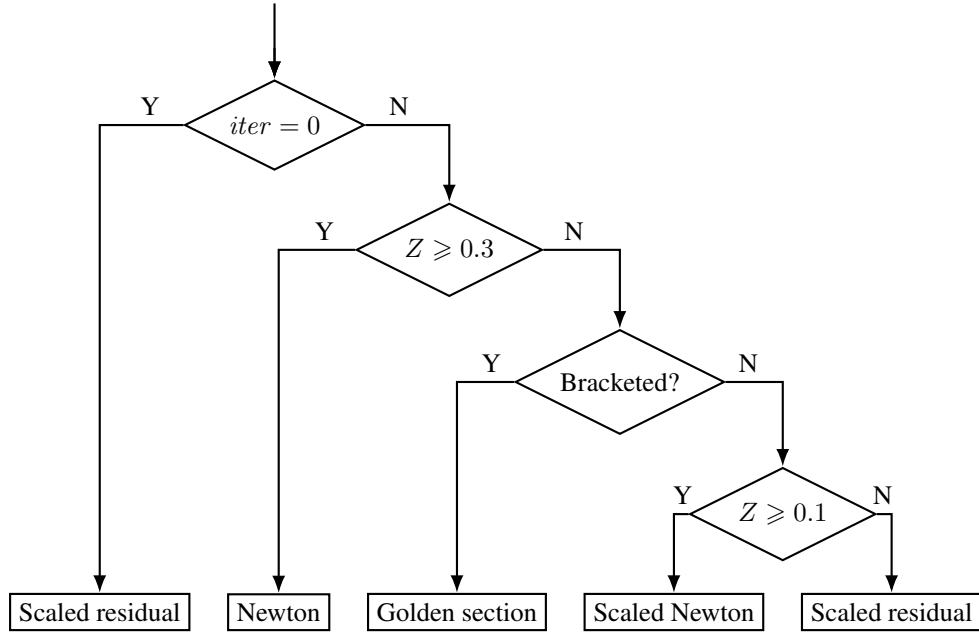 Y
N
iter = 0
Y
N
Z ⩾ 0.3
Y
N
Bracketed?
Y
N
Z ⩾ 0.1
Scaled residual
Newton
Golden section
Scaled Newton
Scaled residual